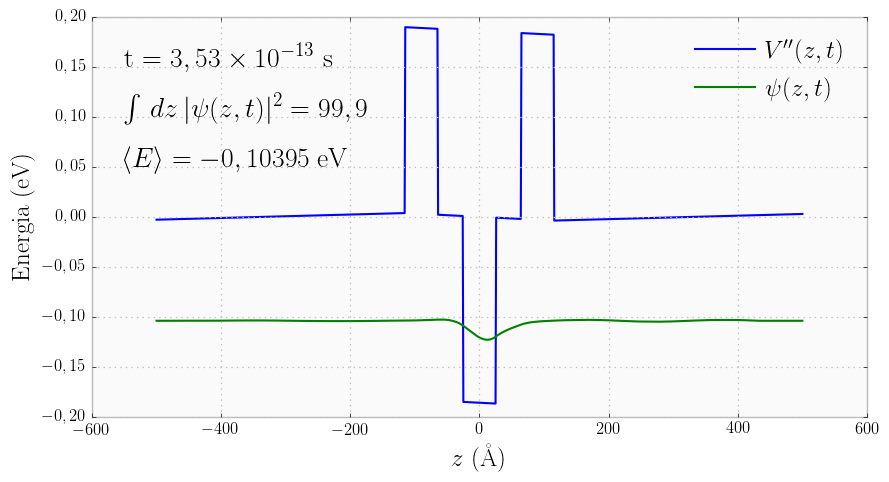 0,20
0,15
0,10
0,05
0,00
−0,05
−0,10
−0,15
−0,20
Energia (eV)
t = 3,53 × 10⁻¹³ s
∫ dz |ψ(z,t)|² = 99,9
⟨E⟩ = −0,10395 eV
V″(z,t)
ψ(z,t)
−600 −400 −200 0 200 400 600
z (Å)